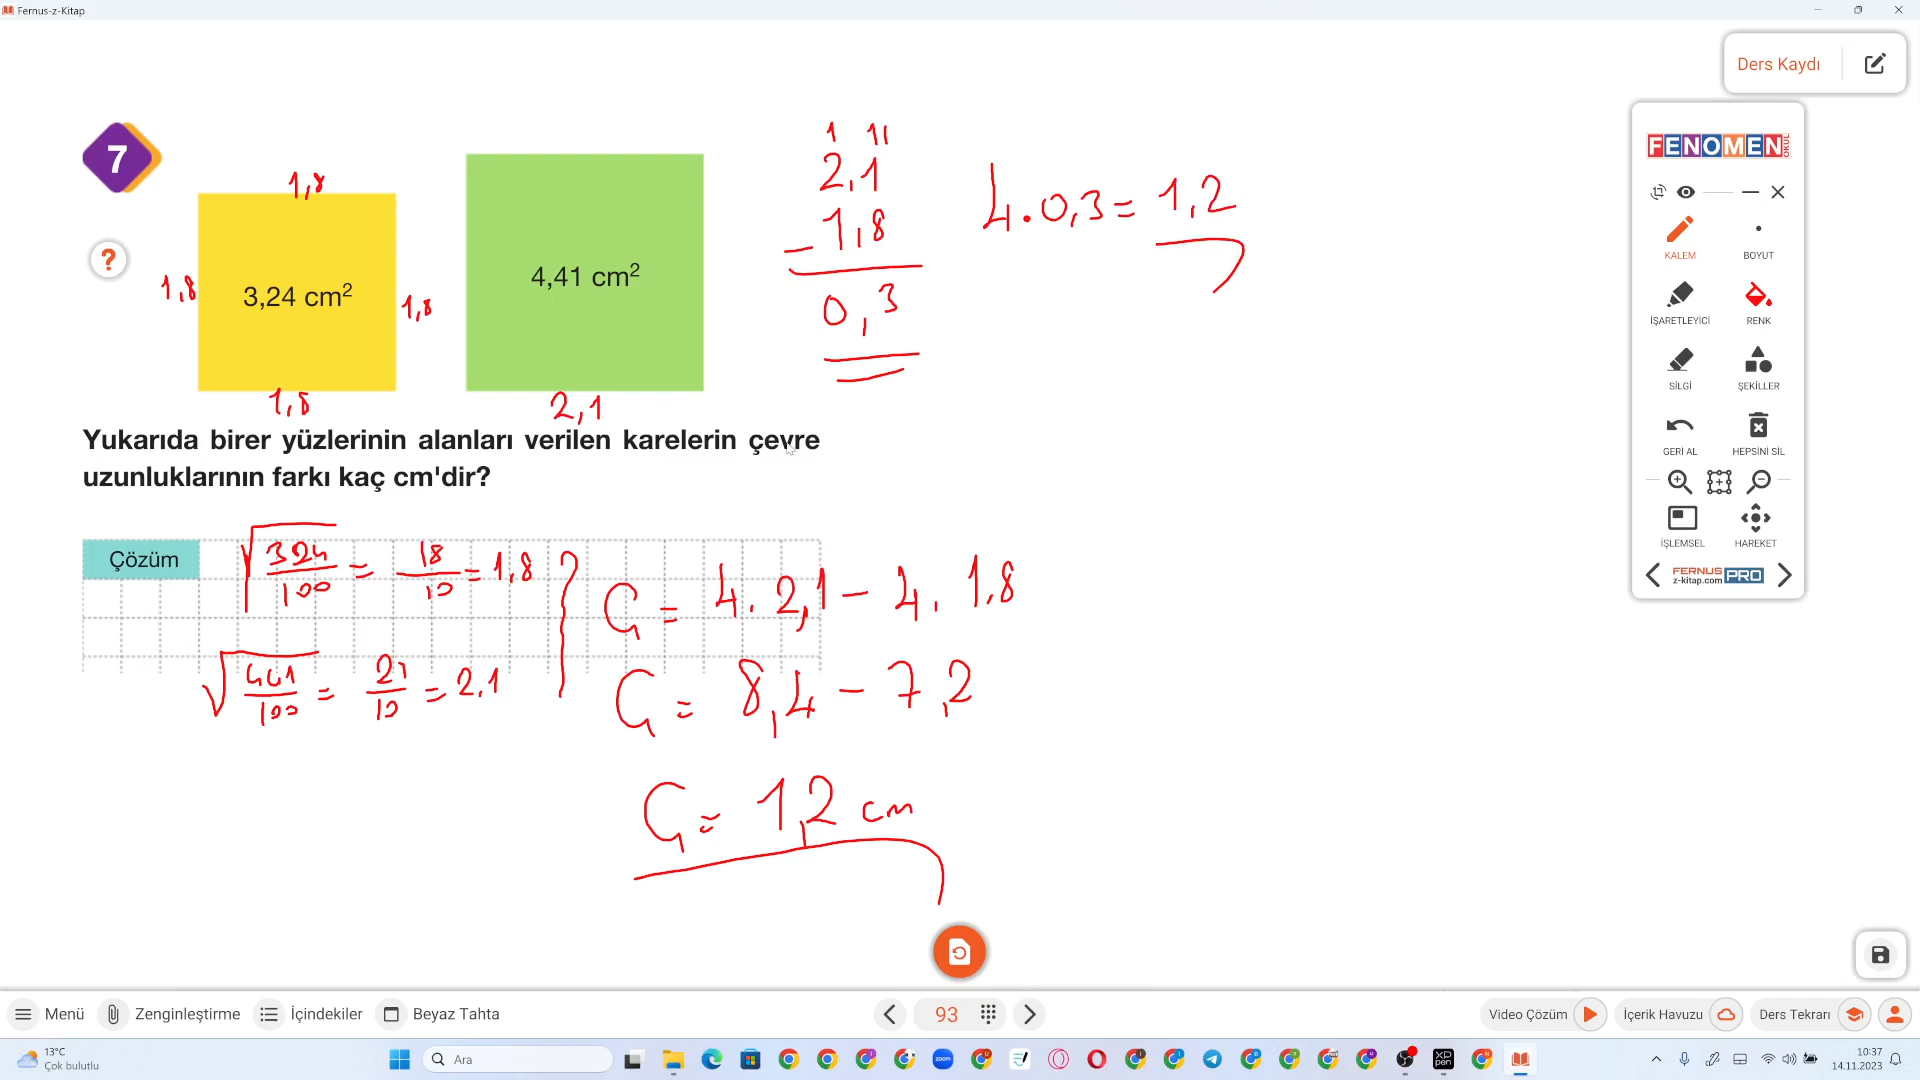 Fernus-z-Kitap
Ders Kaydı
7
1,8
1,8
3,24 cm²
1,8
1,8
4,41 cm²
2,1
1 11
2,1
- 1,8
0,3
4.0,3 = 1,2
Yukarıda birer yüzlerinin alanları verilen karelerin çevre
uzunluklarının farkı kaç cm'dir?
Çözüm
√324/100 = 18/10 = 1,8
√441/100 = 21/10 = 2,1
Ç = 4.2,1 - 4.1,8
Ç = 8,4 - 7,2
Ç = 1,2 cm
FENOMEN
OKUL
KALEM
BOYUT
İŞARETLEYİCİ
RENK
SİLGİ
ŞEKİLLER
GERİ AL
HEPSİNİ SİL
İŞLEMSEL
HAREKET
FERNUS
z-kitap.com
PRO
Menü
Zenginleştirme
İçindekiler
Beyaz Tahta
93
Video Çözüm
İçerik Havuzu
Ders Tekrarı
13°C
Çok bulutlu
Ara
zoom
XP
pen
10:37
14.11.2023